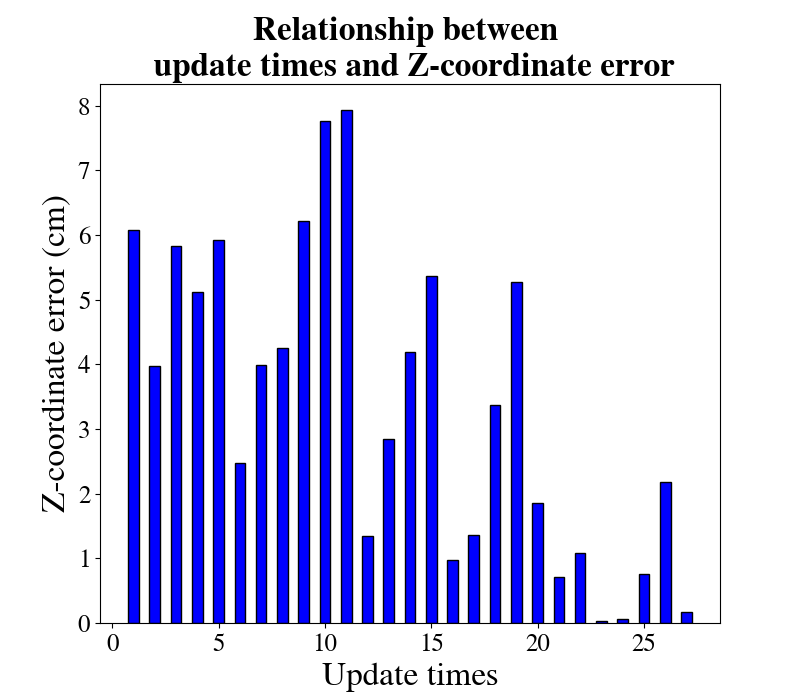 Relationship between
update times and Z-coordinate error
Z-coordinate error (cm)
8
7
6
5
4
3
2
1
0
0 5 10 15 20 25
Update times